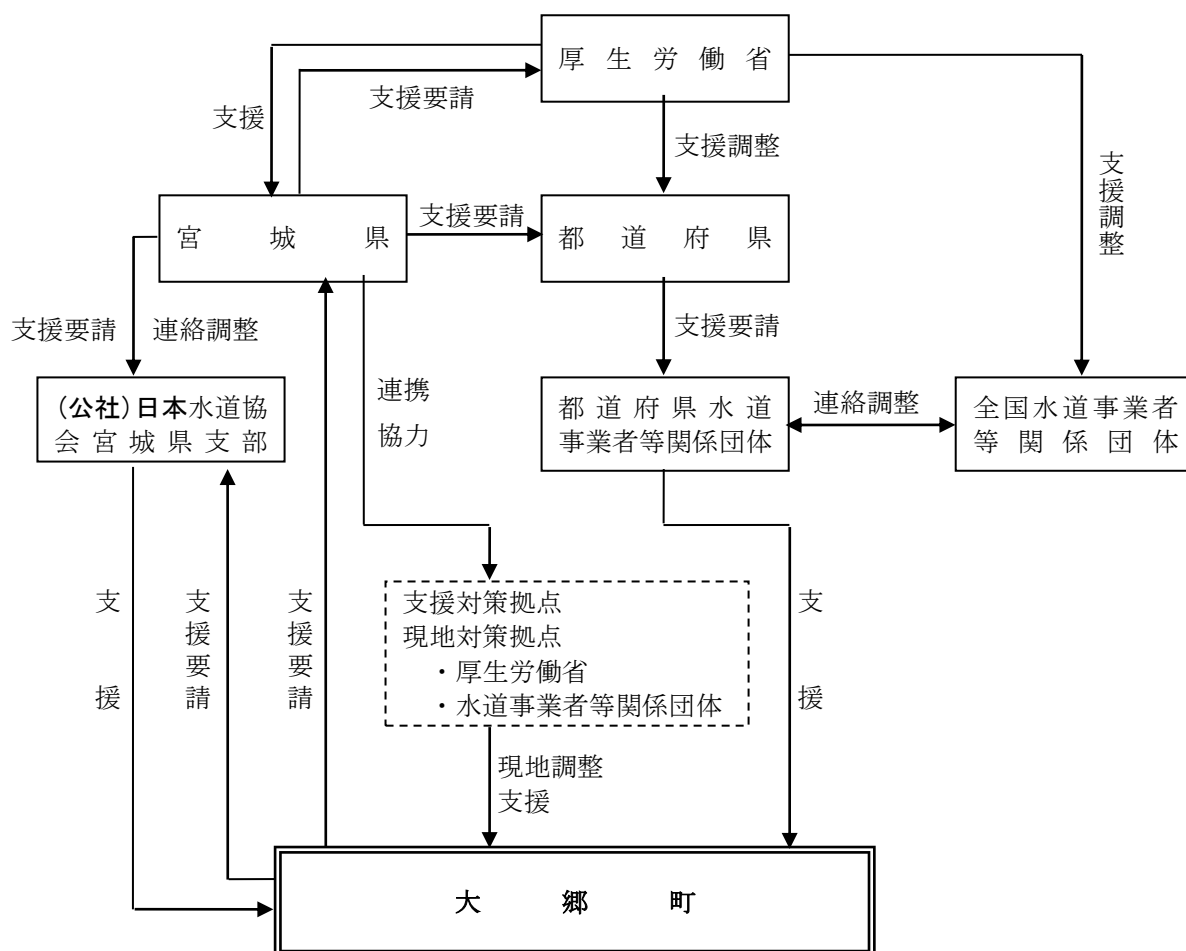 厚生労働省
支援要請
支援
支援調整
支援調整
宮城県
支援要請
都道府県
支援要請
連絡調整
支援要請
(公社)日本水道協
会宮城県支部
連携
協力
都道府県水道
事業者等関係団体
連絡調整
全国水道事業者
等関係団体
支援
支援要請
支援要請
支援対策拠点
現地対策拠点
・厚生労働省
・水道事業者等関係団体
支援
現地調整
支援
大郷町